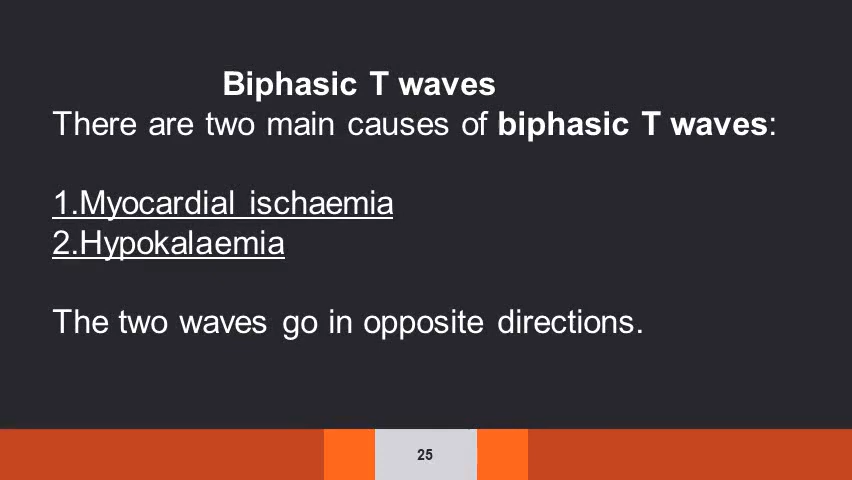 Biphasic T waves
There are two main causes of biphasic T waves:
1.Myocardial ischaemia
2.Hypokalaemia
The two waves go in opposite directions.
25